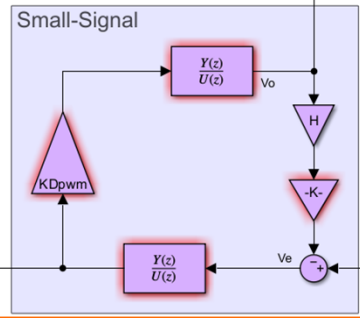 Small-Signal
Y(z)
U(z)
Vo
H
KDpwm
-K-
Ve
− +
Y(z)
U(z)